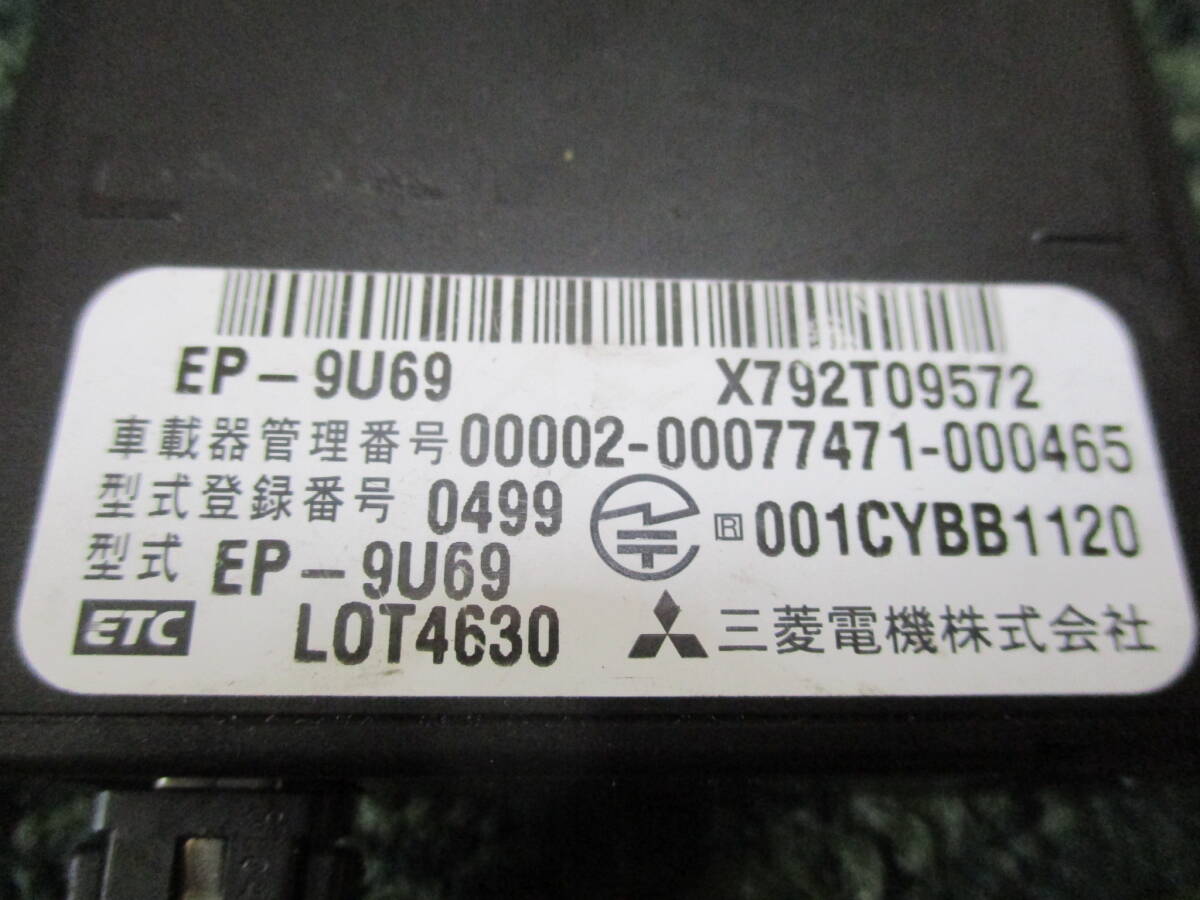 EP-9U69 X792T09572
車載器管理番号 00002-00077471-000465
型式登録番号 0499 R 001CYBB1120
型式 EP-9U69
ETC LOT4630 三菱電機株式会社